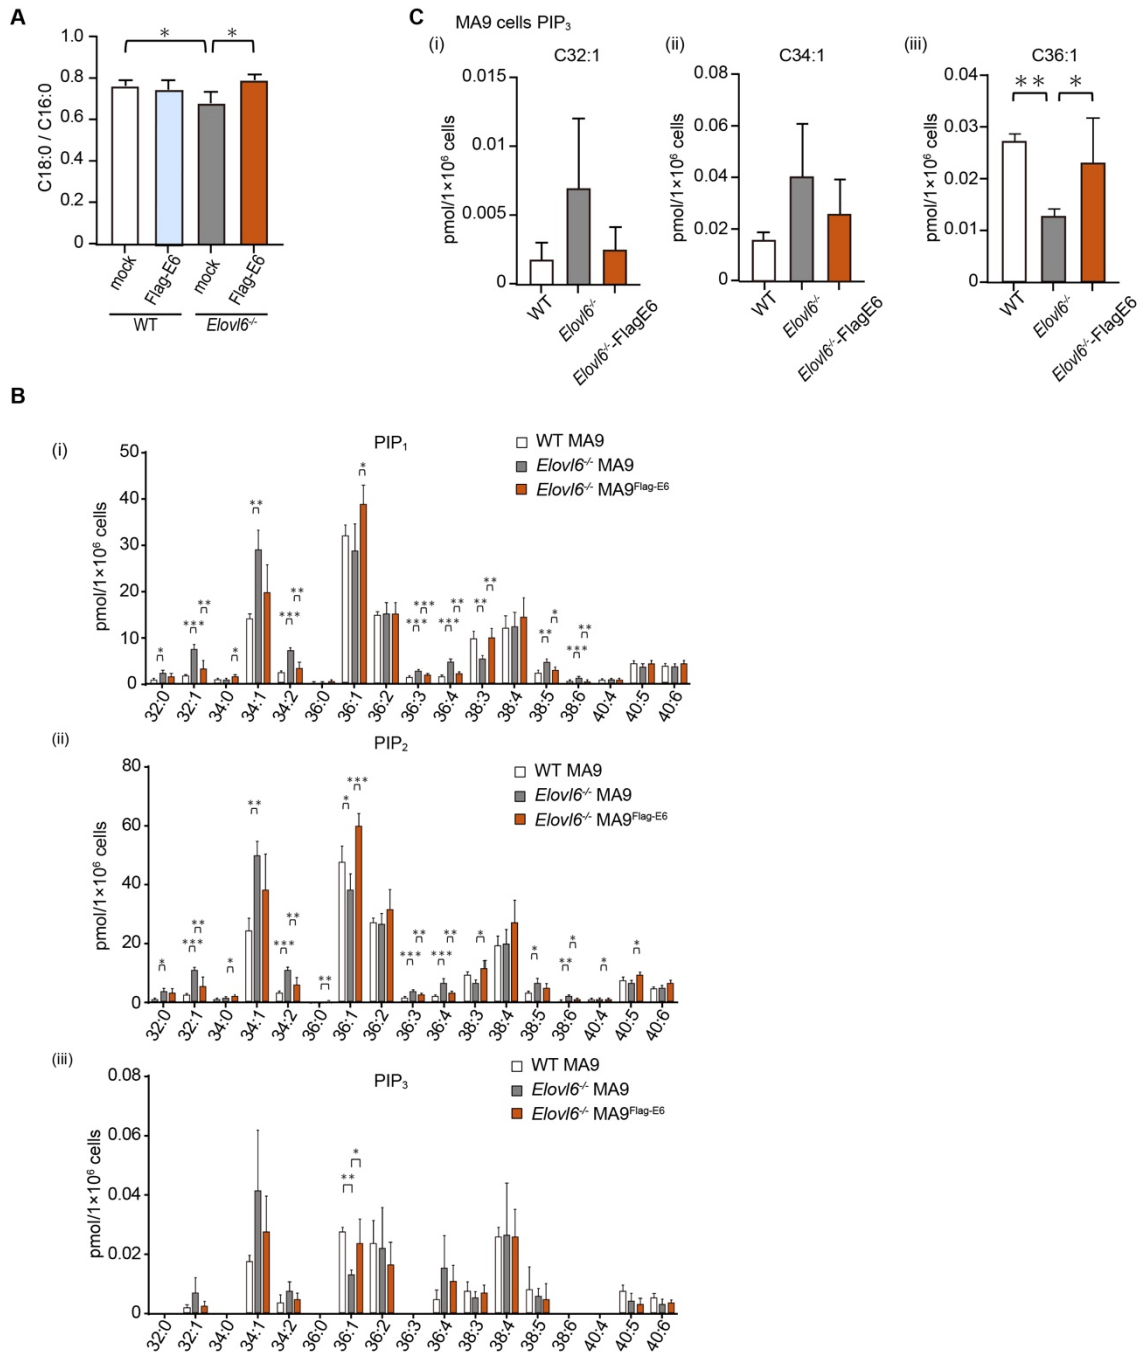 A
C18:0 / C16:0
1.0
0.8
0.6
0.4
0.2
0
*
*
mock
Flag-E6
mock
Flag-E6
WT
Elovl6-/-
C
MA9 cells PIP3
(i)
C32:1
pmol/1×10^6 cells
0.015
0.01
0.005
0
WT
Elovl6-/-
Elovl6-/--FlagE6
(ii)
C34:1
pmol/1×10^6 cells
0.08
0.06
0.04
0.02
0
WT
Elovl6-/-
Elovl6-/--FlagE6
(iii)
C36:1
pmol/1×10^6 cells
0.04
0.03
0.02
0.01
0
**
*
WT
Elovl6-/-
Elovl6-/--FlagE6
B
(i)
PIP1
WT MA9
Elovl6-/- MA9
Elovl6-/- MA9Flag-E6
pmol/1×10^6 cells
50
40
30
20
10
0
* *** ** * ** *** ** * *** *** *** ** ** ** ** * *** **
32:0 32:1 34:0 34:1 34:2 36:0 36:1 36:2 36:3 36:4 38:3 38:4 38:5 38:6 40:4 40:5 40:6
(ii)
PIP2
WT MA9
Elovl6-/- MA9
Elovl6-/- MA9Flag-E6
pmol/1×10^6 cells
80
60
40
20
0
* *** ** * ** *** ** ** * *** *** ** *** ** * * ** * * *
32:0 32:1 34:0 34:1 34:2 36:0 36:1 36:2 36:3 36:4 38:3 38:4 38:5 38:6 40:4 40:5 40:6
(iii)
PIP3
WT MA9
Elovl6-/- MA9
Elovl6-/- MA9Flag-E6
pmol/1×10^6 cells
0.08
0.06
0.04
0.02
0
** *
32:0 32:1 34:0 34:1 34:2 36:0 36:1 36:2 36:3 36:4 38:3 38:4 38:5 38:6 40:4 40:5 40:6